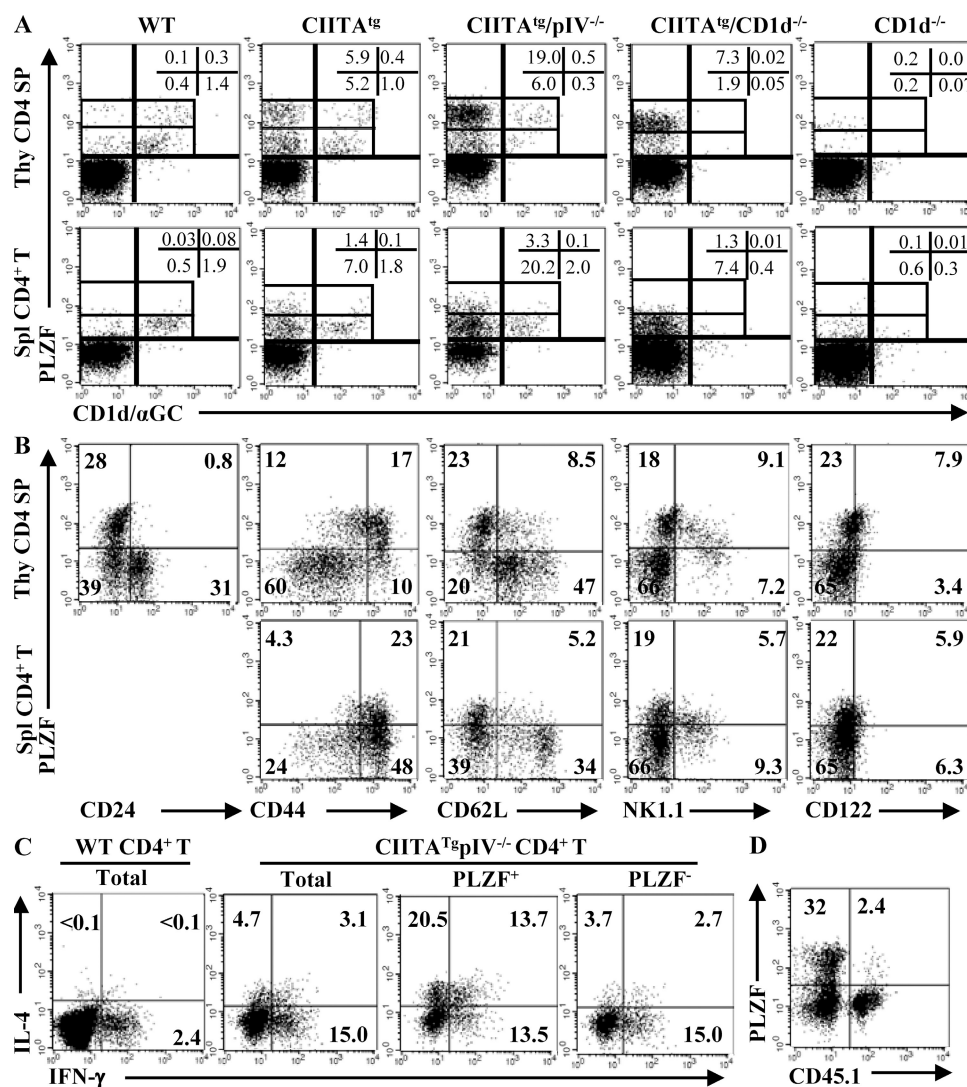 A
WT CIITAtg CIITAtg/pIV-/- CIITAtg/CD1d-/- CD1d-/-
Thy CD4 SP
0.1 0.3 5.9 0.4 19.0 0.5 7.3 0.02 0.2 0.0
0.4 1.4 5.2 1.0 6.0 0.3 1.9 0.05 0.2 0.07
Spl CD4+ T
PLZF
0.03 0.08 1.4 0.1 3.3 0.1 1.3 0.01 0.1 0.01
0.5 1.9 7.0 1.8 20.2 2.0 7.4 0.4 0.6 0.3
CD1d/αGC
B
Thy CD4 SP
28 0.8 12 17 23 8.5 18 9.1 23 7.9
39 31 60 10 20 47 66 7.2 65 3.4
Spl CD4+ T
PLZF
4.3 23 21 5.2 19 5.7 22 5.9
24 48 39 34 66 9.3 65 6.3
CD24 CD44 CD62L NK1.1 CD122
C
WT CD4+ T CIITATgpIV-/- CD4+ T
Total Total PLZF+ PLZF-
IL-4
<0.1 <0.1 4.7 3.1 20.5 13.7 3.7 2.7
2.4 15.0 13.5 15.0
IFN-γ
D
PLZF
32 2.4
CD45.1